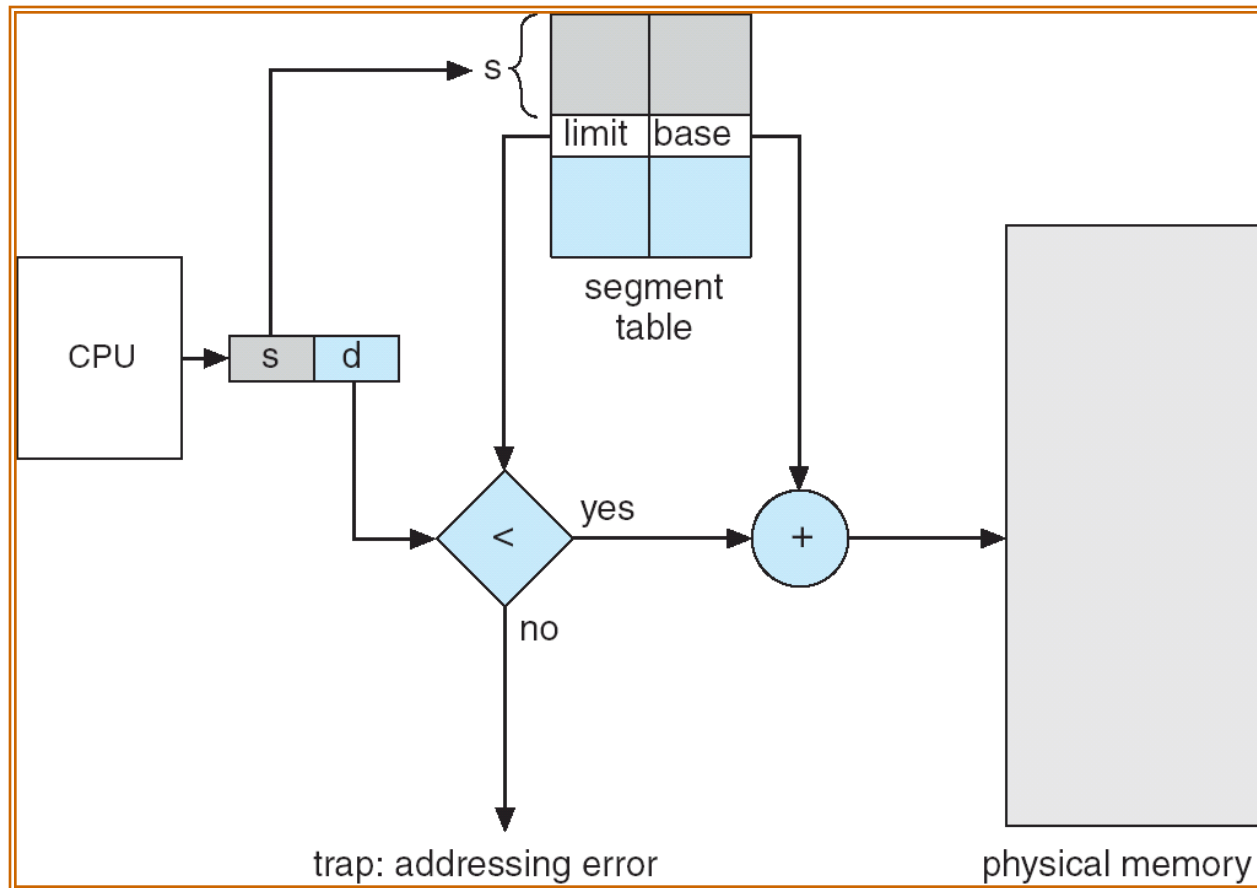 s
limit base
segment
table
CPU
s d
<
yes
+
no
trap: addressing error
physical memory